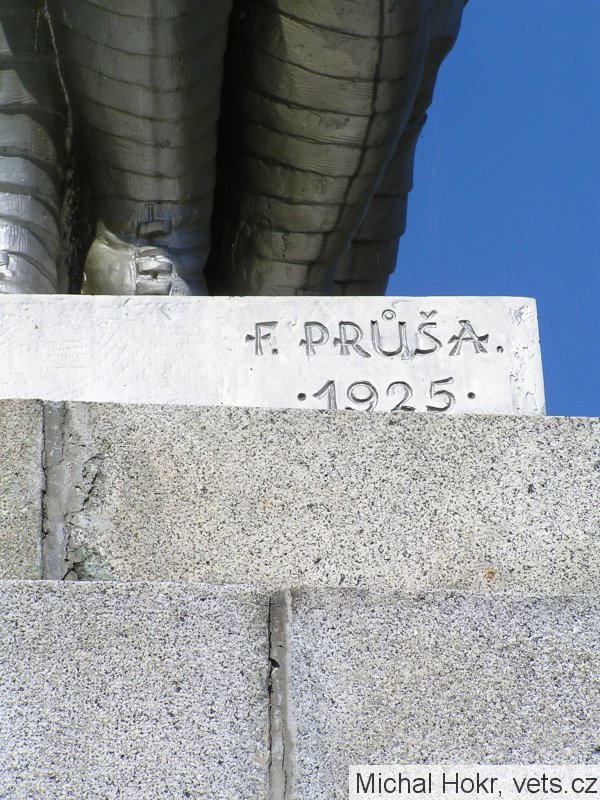 F. PRŮŠA.
·1925·
Michal Hokr, vets.cz